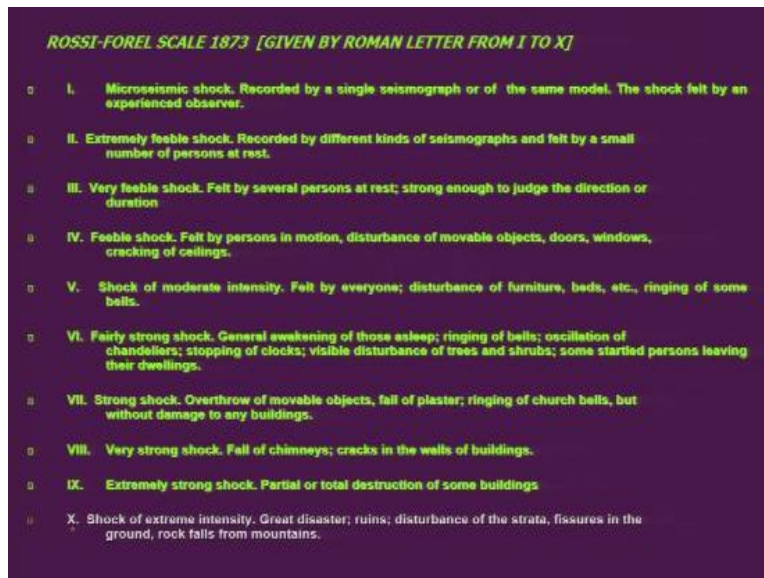 ROSSI-FOREL SCALE 1873 [GIVEN BY ROMAN LETTER FROM I TO X]
I. Microseismic shock. Recorded by a single seismograph or of the same model. The shock felt by an
experienced observer.
II. Extremely feeble shock. Recorded by different kinds of seismographs and felt by a small
number of persons at rest.
III. Very feeble shock. Felt by several persons at rest; strong enough to judge the direction or
duration
IV. Feeble shock. Felt by persons in motion, disturbance of movable objects, doors, windows,
cracking of ceilings.
V. Shock of moderate intensity. Felt by everyone; disturbance of furniture, beds, etc., ringing of some
bells.
VI. Fairly strong shock. General awakening of those asleep; ringing of bells; oscillation of
chandeliers; stopping of clocks; visible disturbance of trees and shrubs; some startled persons leaving
their dwellings.
VII. Strong shock. Overthrow of movable objects, fall of plaster; ringing of church bells, but
without damage to any buildings.
VIII. Very strong shock. Fall of chimneys; cracks in the walls of buildings.
IX. Extremely strong shock. Partial or total destruction of some buildings
X. Shock of extreme intensity. Great disaster; ruins; disturbance of the strata, fissures in the
ground, rock falls from mountains.